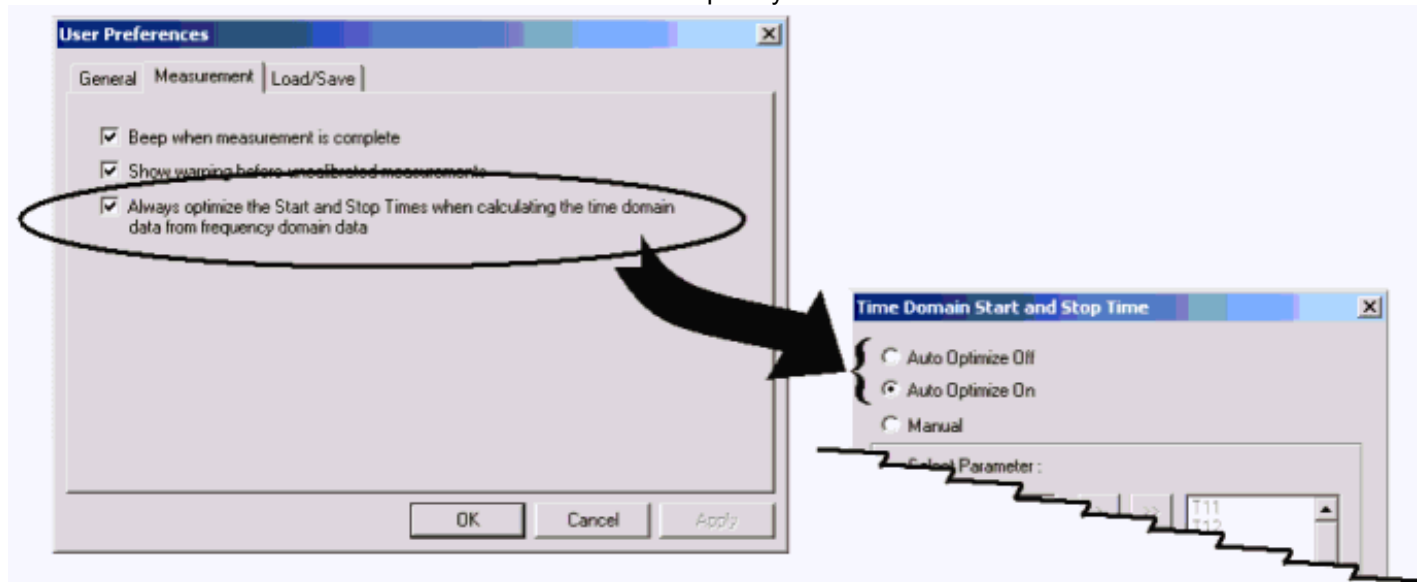 User Preferences
General Measurement Load/Save
Beep when measurement is complete
Show warning before uncalibrated measurements
Always optimize the Start and Stop Times when calculating the time domain
data from frequency domain data
OK Cancel Apply
Time Domain Start and Stop Time
Auto Optimize Off
Auto Optimize On
Manual
Select Parameter :
>> T11
T12